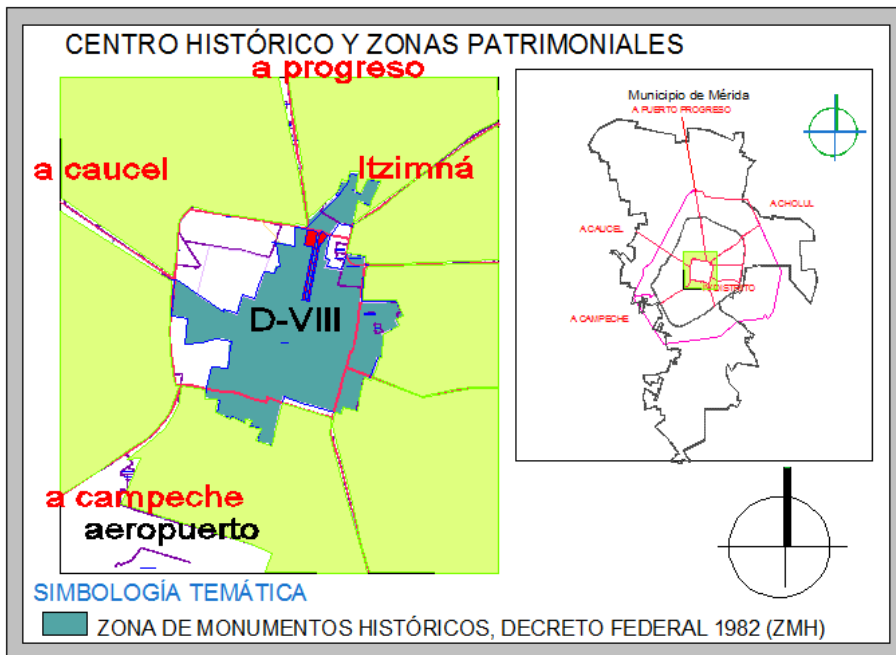 CENTRO HISTÓRICO Y ZONAS PATRIMONIALES
a progreso
a caucel
Itzimná
D-VIII
a campeche
aeropuerto
Municipio de Mérida
A PUERTO PROGRESO
A CHOLUL
A CAUCEL
A CAMPECHE
SIMBOLOGÍA TEMÁTICA
ZONA DE MONUMENTOS HISTÓRICOS, DECRETO FEDERAL 1982 (ZMH)